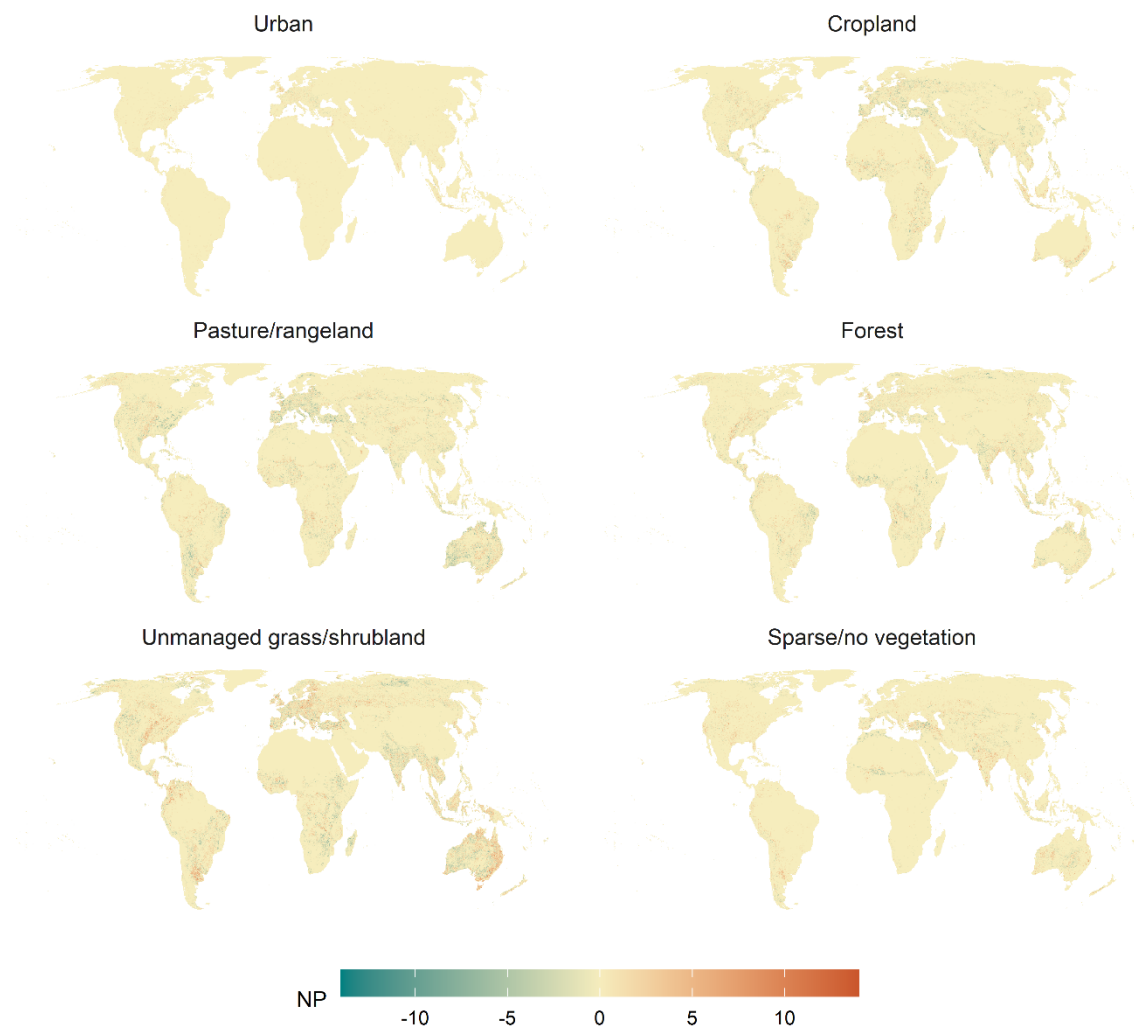 Urban
Cropland
Pasture/rangeland
Forest
Unmanaged grass/shrubland
Sparse/no vegetation
NP
-10 -5 0 5 10